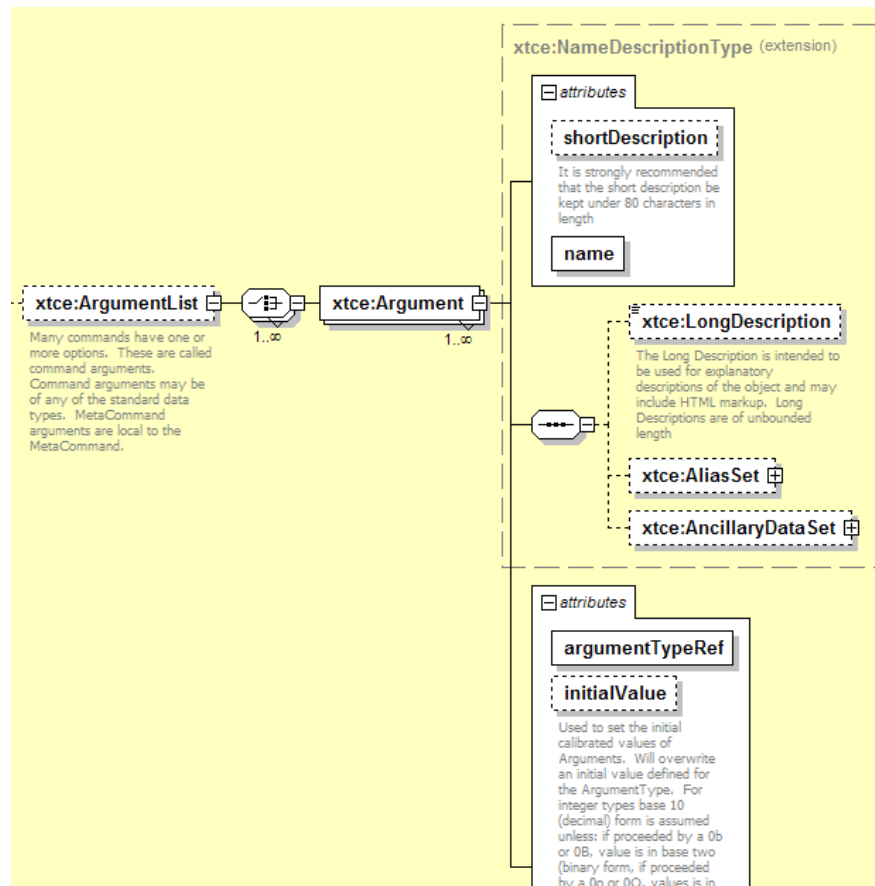 xtce:NameDescriptionType (extension)
attributes
shortDescription
It is strongly recommended
that the short description be
kept under 80 characters in
length
name
xtce:ArgumentList
Many commands have one or
more options. These are called
command arguments.
Command arguments may be
of any of the standard data
types. MetaCommand
arguments are local to the
MetaCommand.
1..∞
xtce:Argument
1..∞
xtce:LongDescription
The Long Description is intended to
be used for explanatory
descriptions of the object and may
include HTML markup. Long
Descriptions are of unbounded
length
xtce:AliasSet
xtce:AncillaryDataSet
attributes
argumentTypeRef
initialValue
Used to set the initial
calibrated values of
Arguments. Will overwrite
an initial value defined for
the ArgumentType. For
integer types base 10
(decimal) form is assumed
unless: if proceeded by a 0b
or 0B, value is in base two
(binary form, if proceeded
by a 0o or 0O, values is in